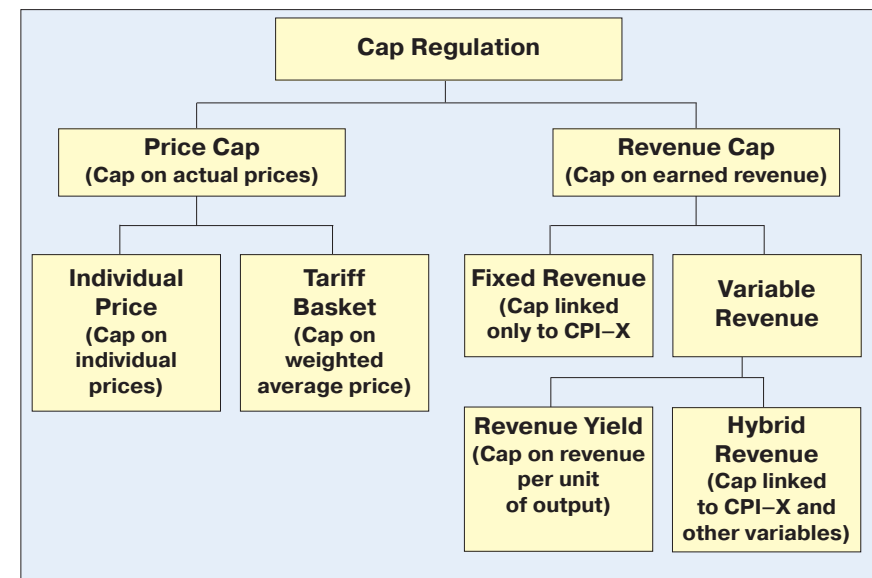 Cap Regulation
Price Cap
(Cap on actual prices)
Revenue Cap
(Cap on earned revenue)
Individual
Price
(Cap on
individual
prices)
Tariff
Basket
(Cap on
weighted
average price)
Fixed Revenue
(Cap linked
only to CPI–X
Variable
Revenue
Revenue Yield
(Cap on revenue
per unit
of output)
Hybrid
Revenue
(Cap linked
to CPI–X and
other variables)